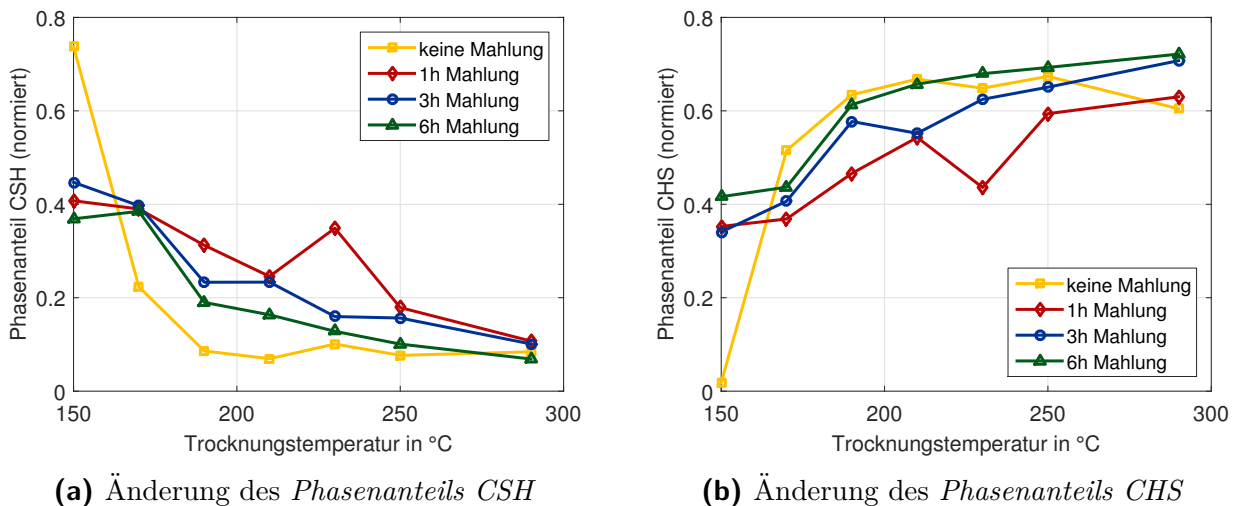 0.8
0.6
0.4
0.2
0
Phasenanteil CSH (normiert)
keine Mahlung
1h Mahlung
3h Mahlung
6h Mahlung
150 200 250 300
Trocknungstemperatur in °C
(a) Änderung des Phasenanteils CSH
0.8
0.6
0.4
0.2
0
Phasenanteil CHS (normiert)
keine Mahlung
1h Mahlung
3h Mahlung
6h Mahlung
150 200 250 300
Trocknungstemperatur in °C
(b) Änderung des Phasenanteils CHS